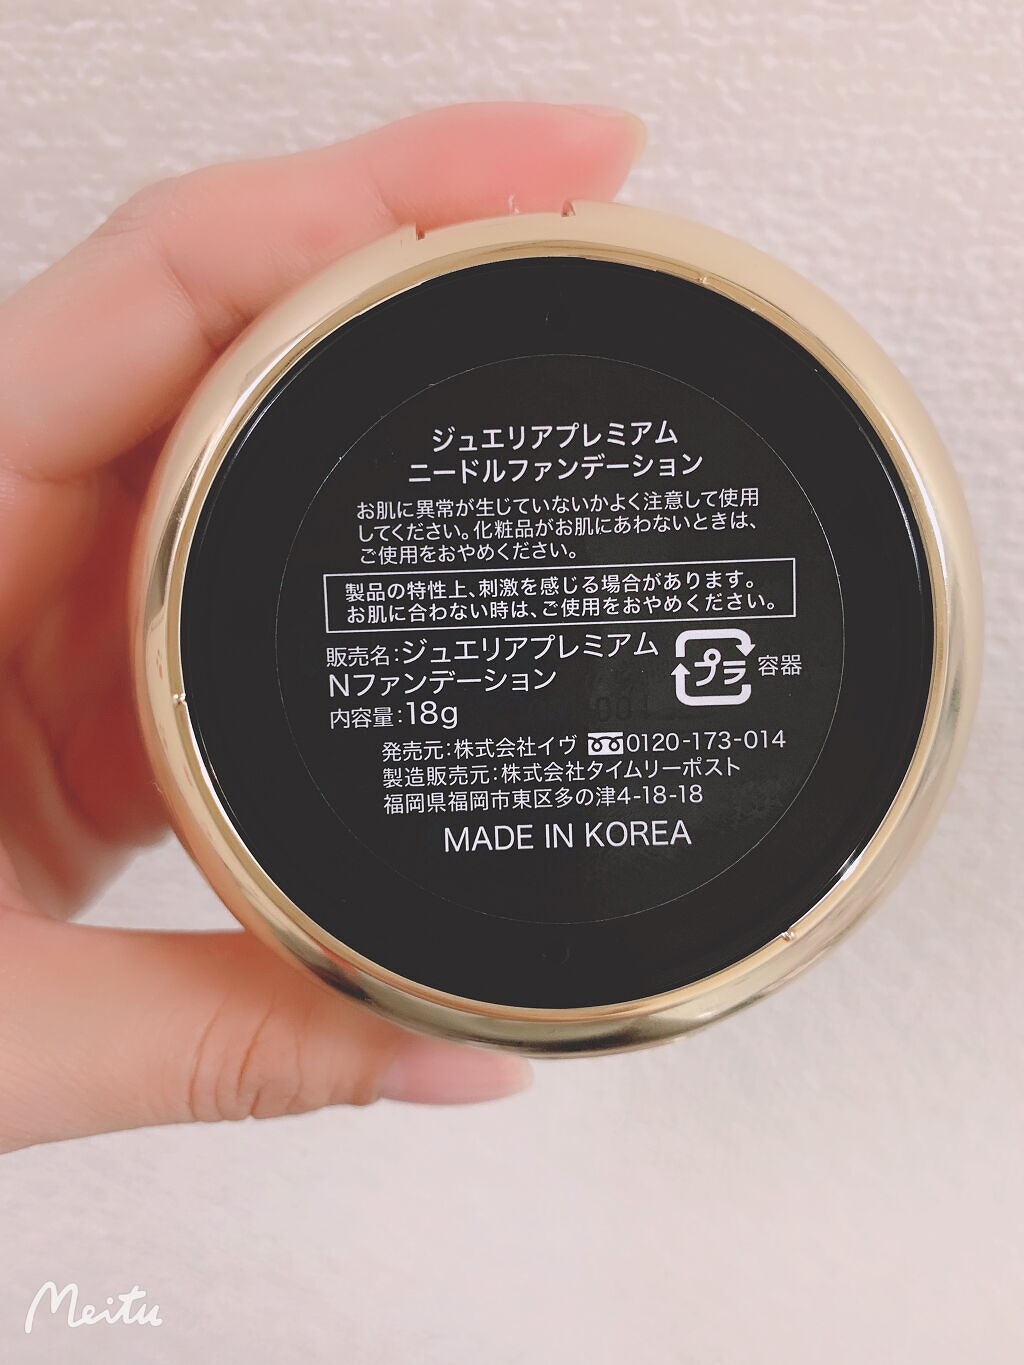 ジュエリアプレミアム
ニードルファンデーション
お肌に異常が生じていないかよく注意して使用
してください。化粧品がお肌にあわないときは、
ご使用をおやめください。
製品の特性上、刺激を感じる場合があります。
お肌に合わない時は、ご使用をおやめください。
販売名:ジュエリアプレミアム
Nファンデーション
プラ 容器
内容量:18g
発売元:株式会社イヴ 0120-173-014
製造販売元:株式会社タイムリーポスト
福岡県福岡市東区多の津4-18-18
MADE IN KOREA
Meitu